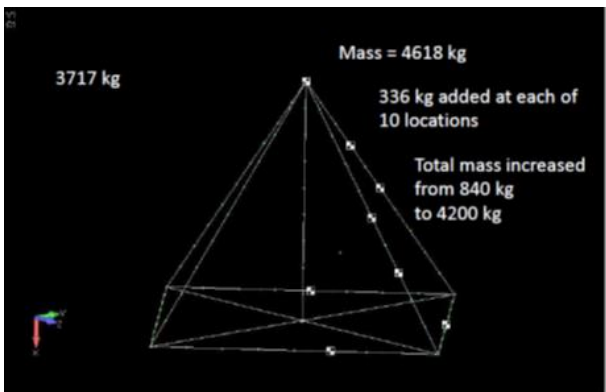 3717 kg
Mass = 4618 kg
336 kg added at each of
10 locations
Total mass increased
from 840 kg
to 4200 kg